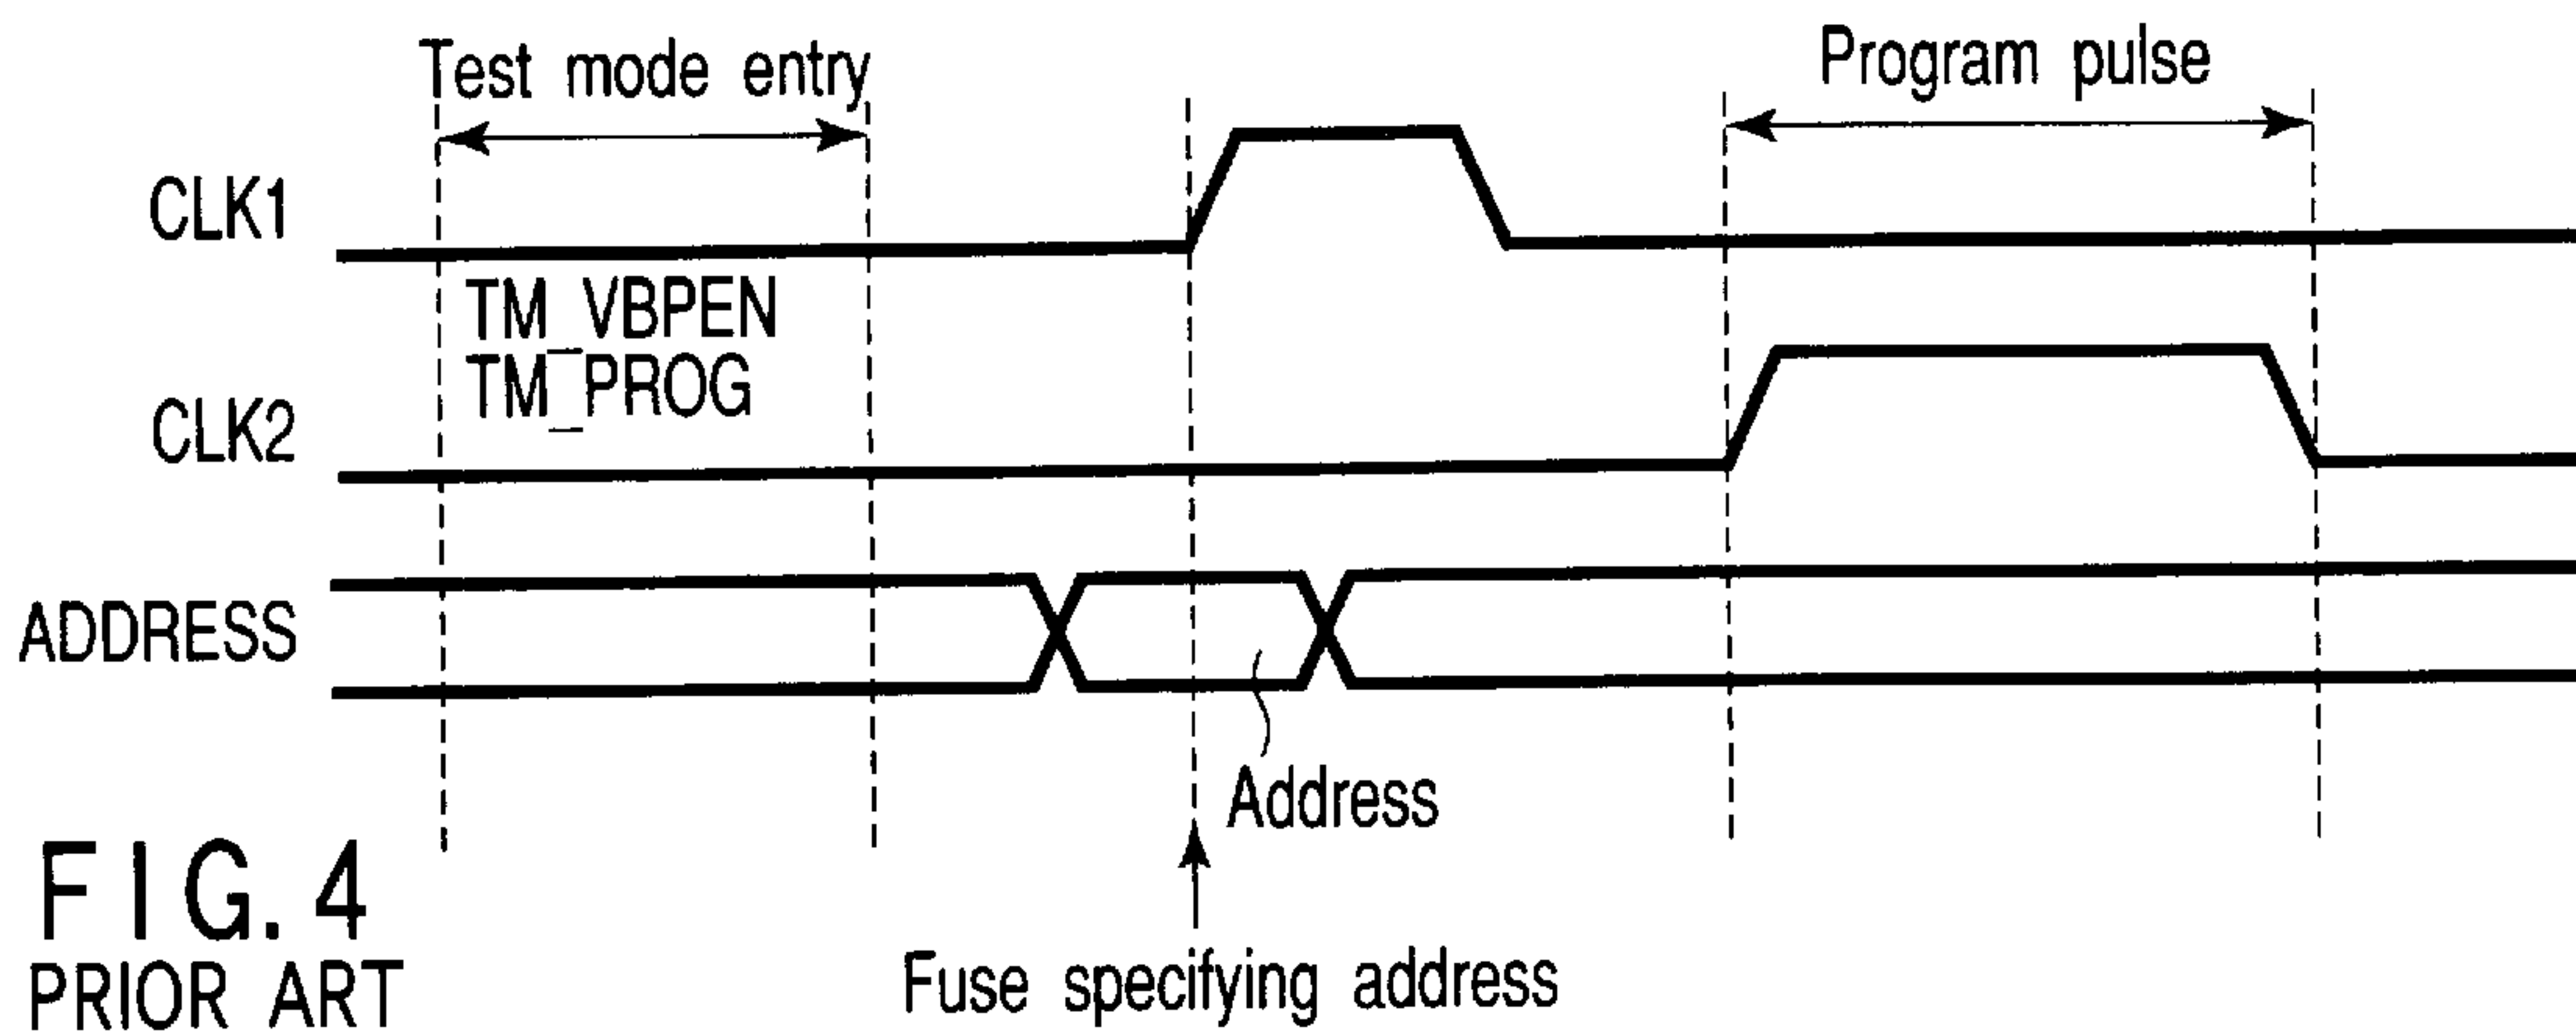 Test mode entry
Program pulse
CLK1
TM_VBPEN
TM_PROG
CLK2
ADDRESS
Address
FIG. 4
PRIOR ART
Fuse specifying address